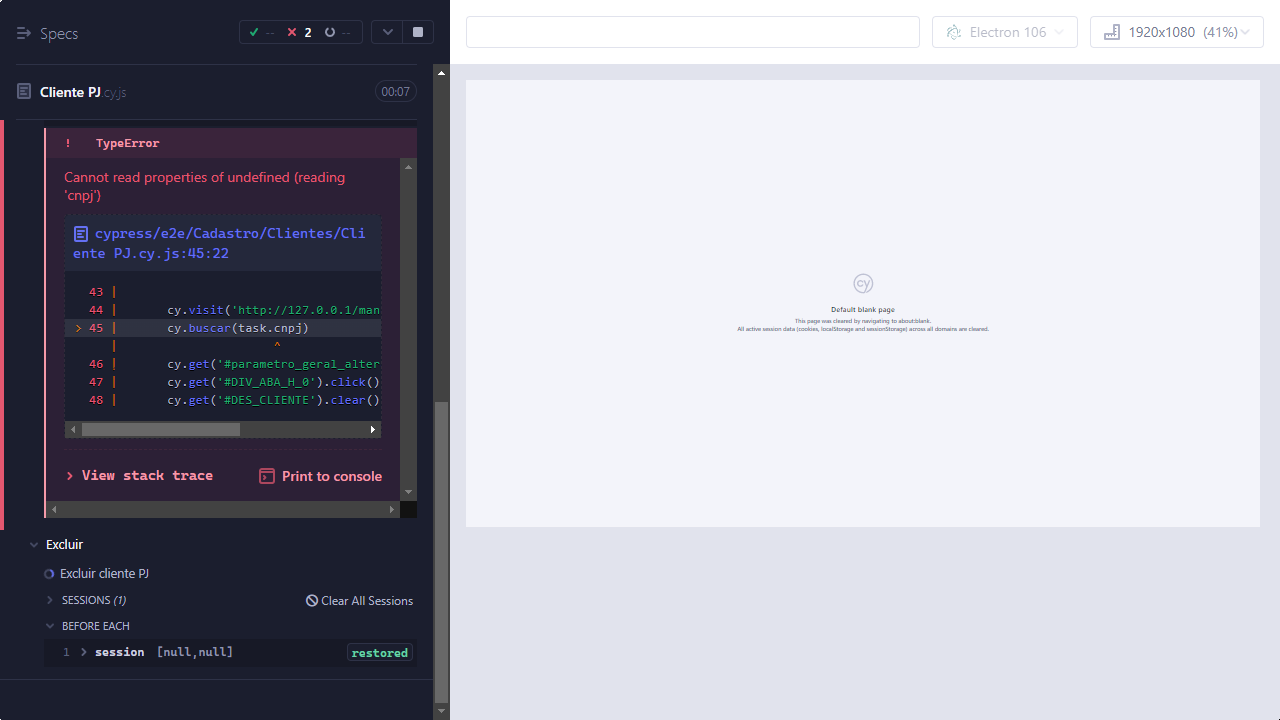 Specs
--
2
--
Electron 106
1920x1080 (41%)
Cliente PJ.cy.js
00:07
! TypeError
Cannot read properties of undefined (reading
'cnpj')
cypress/e2e/Cadastro/Clientes/Cli
ente PJ.cy.js:45:22
43 |
44 | cy.visit('http://127.0.0.1/man
> 45 | cy.buscar(task.cnpj)
| ^
46 | cy.get('#parametro_geral_alter
47 | cy.get('#DIV_ABA_H_0').click()
48 | cy.get('#DES_CLIENTE').clear()
> View stack trace
Print to console
Excluir
Excluir cliente PJ
SESSIONS (1)
Clear All Sessions
BEFORE EACH
1 session [null,null] restored
cy
Default blank page
This page was cleared by navigating to about:blank.
All active session data (cookies, localStorage and sessionStorage) across all domains are cleared.